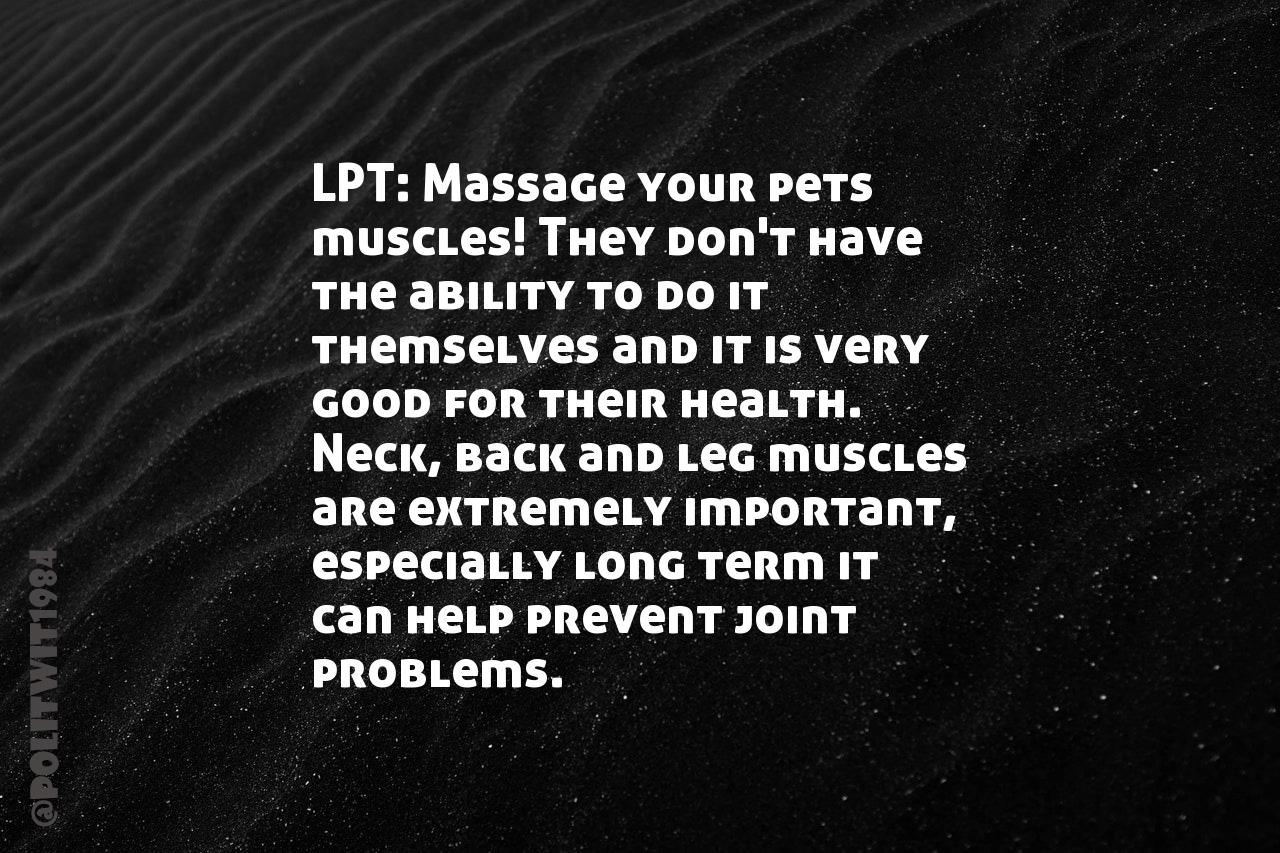 LPT: Massage your pets
muscles! They don't have
the ability to do it
themselves and it is very
good for their health.
Neck, back and leg muscles
are extremely important,
especially long term it
can help prevent joint
problems.
@politwit1984